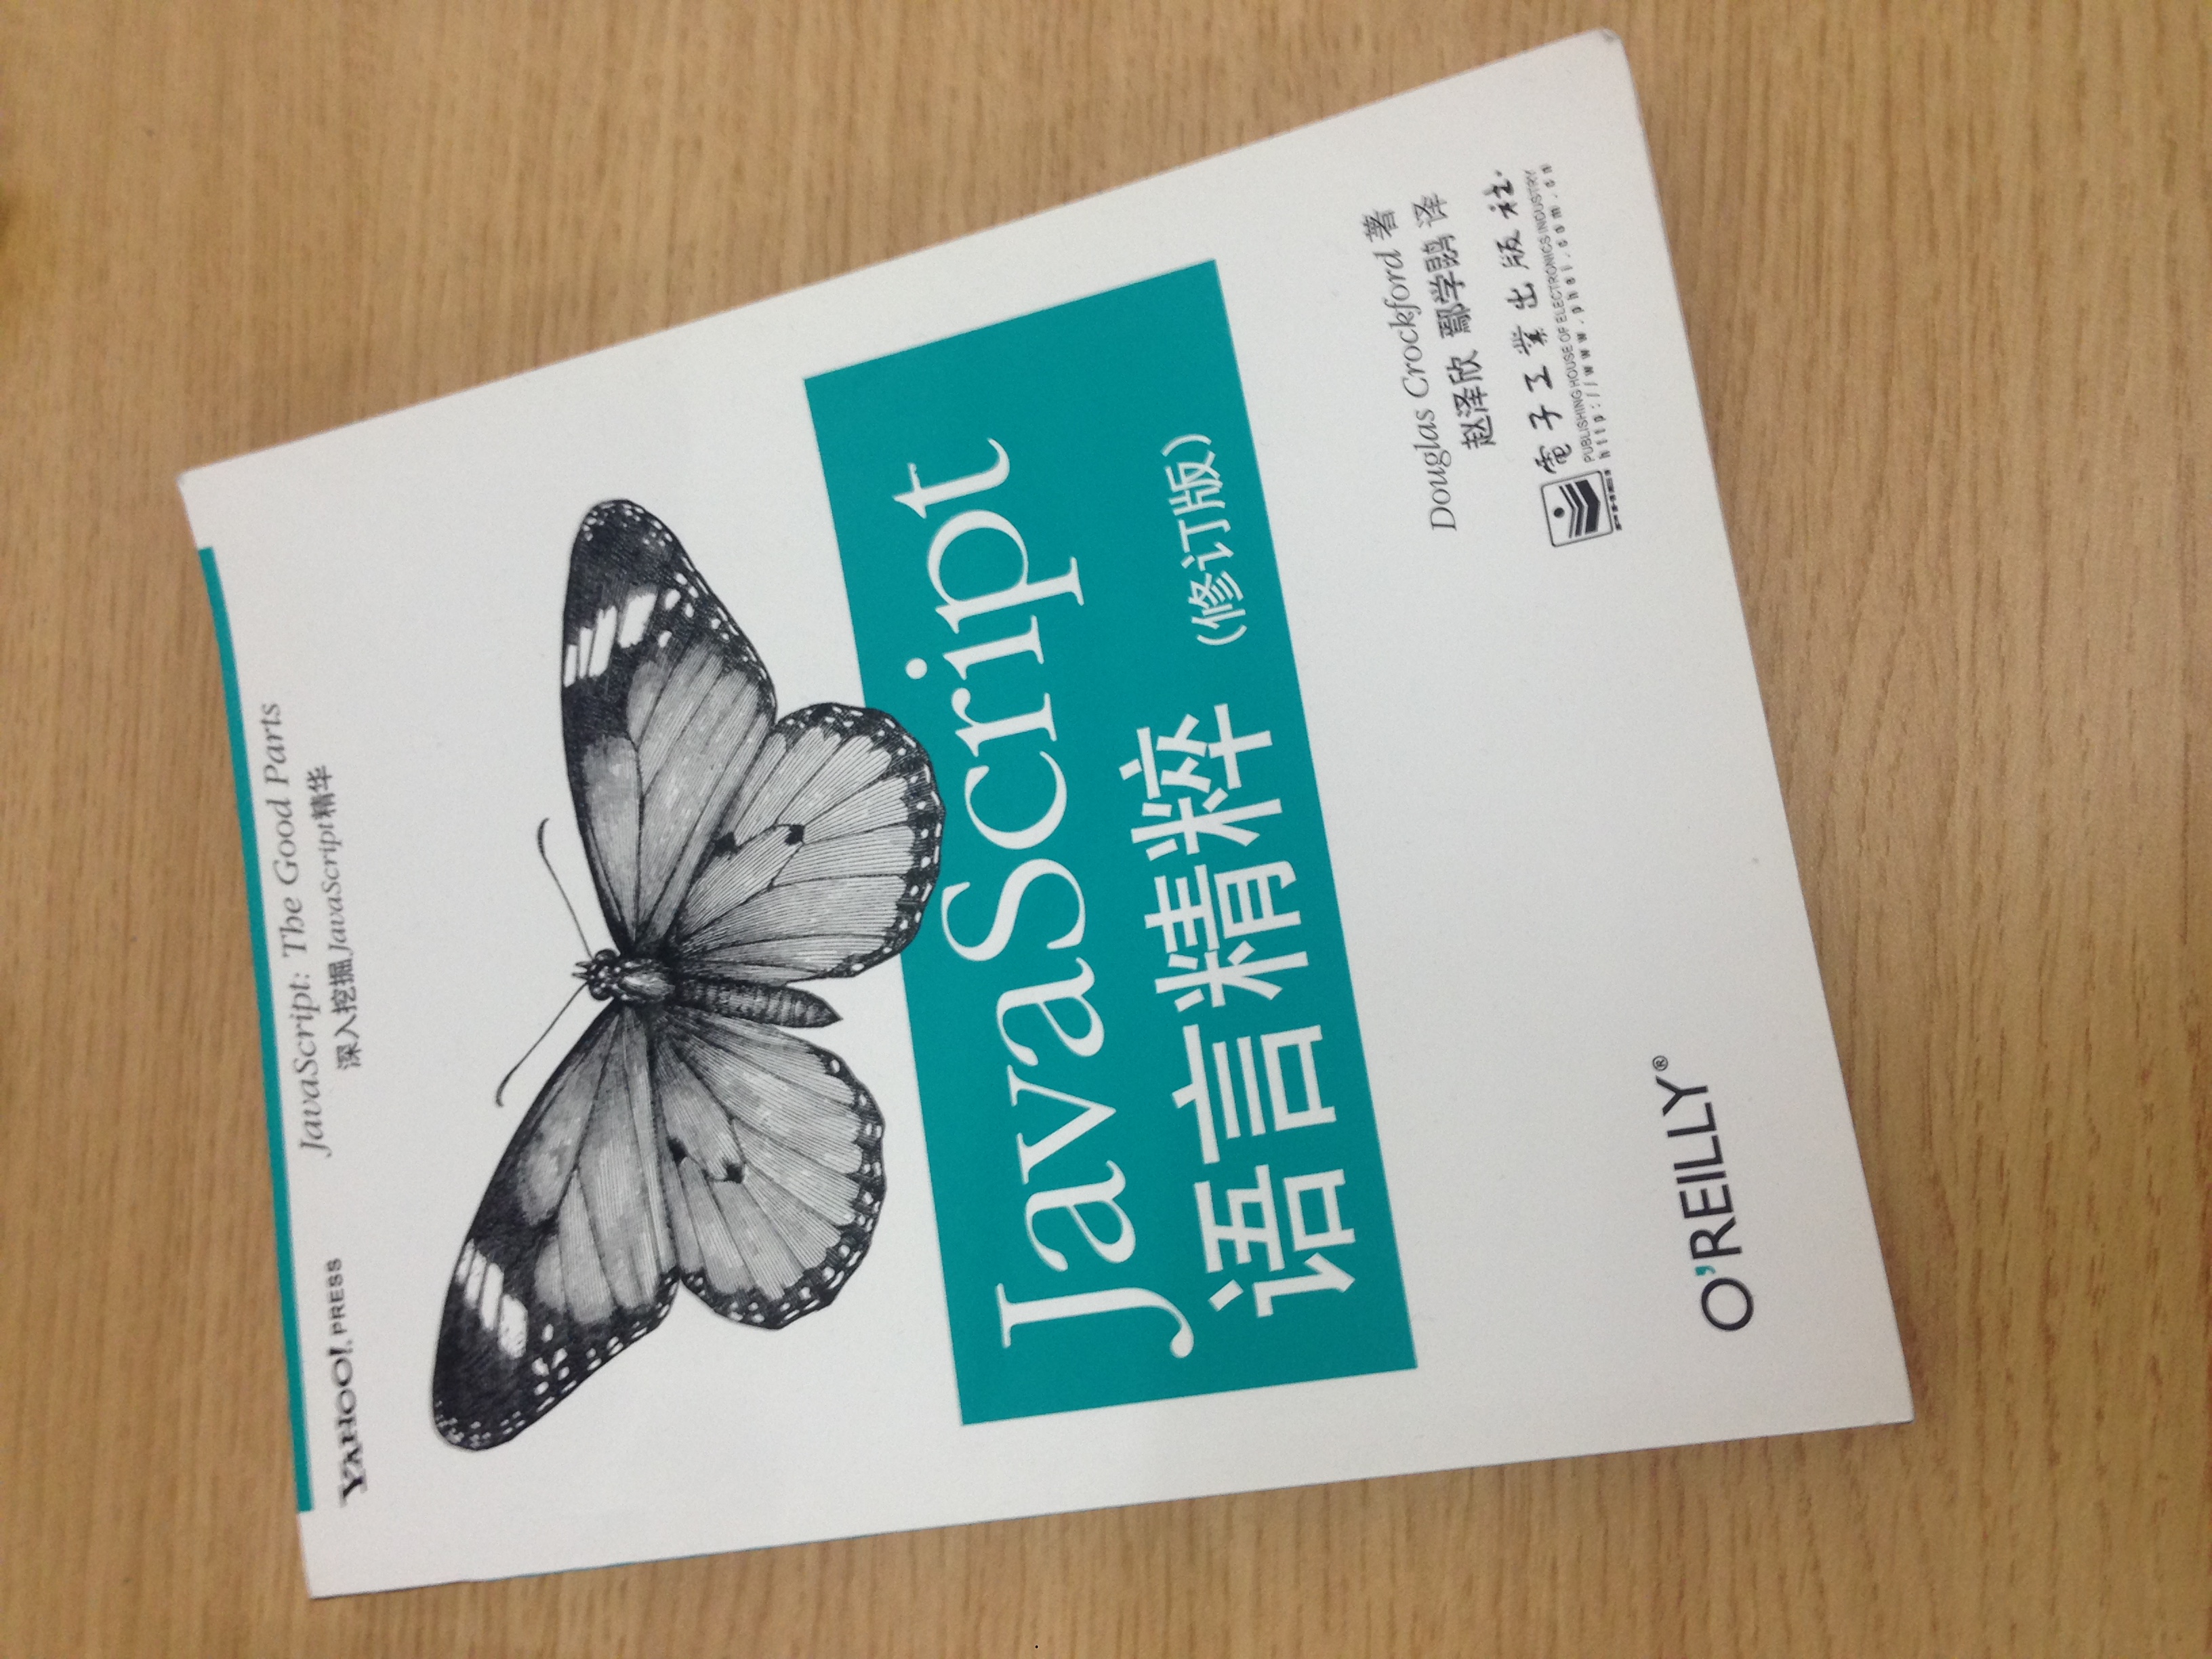 JavaScript: The Good Parts
深入挖掘JavaScript精华
YAHOO! PRESS
JavaScript
语言精粹
(修订版)
Douglas Crockford 著
赵泽欣 鄢学鹍 译
O'REILLY®
電子工業出版社
PUBLISHING HOUSE OF ELECTRONICS INDUSTRY
http://www.phei.com.cn